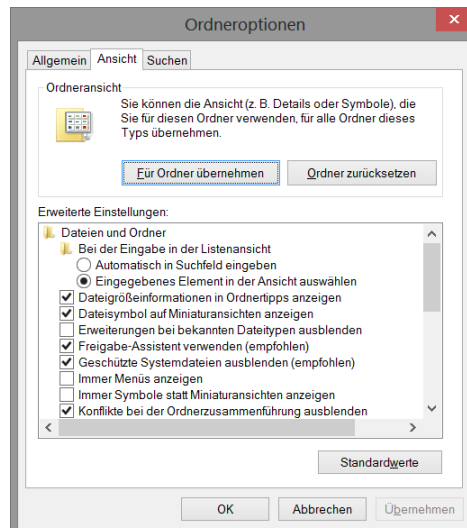 Ordneroptionen
Allgemein Ansicht Suchen
Ordneransicht
Sie können die Ansicht (z. B. Details oder Symbole), die
Sie für diesen Ordner verwenden, für alle Ordner dieses
Typs übernehmen.
Für Ordner übernehmen Ordner zurücksetzen
Erweiterte Einstellungen:
Dateien und Ordner
Bei der Eingabe in der Listenansicht
Automatisch in Suchfeld eingeben
Eingegebenes Element in der Ansicht auswählen
Dateigrößeinformationen in Ordnertipps anzeigen
Dateisymbol auf Miniaturansichten anzeigen
Erweiterungen bei bekannten Dateitypen ausblenden
Freigabe-Assistent verwenden (empfohlen)
Geschützte Systemdateien ausblenden (empfohlen)
Immer Menüs anzeigen
Immer Symbole statt Miniaturansichten anzeigen
Konflikte bei der Ordnerzusammenführung ausblenden
Standardwerte
OK Abbrechen Übernehmen